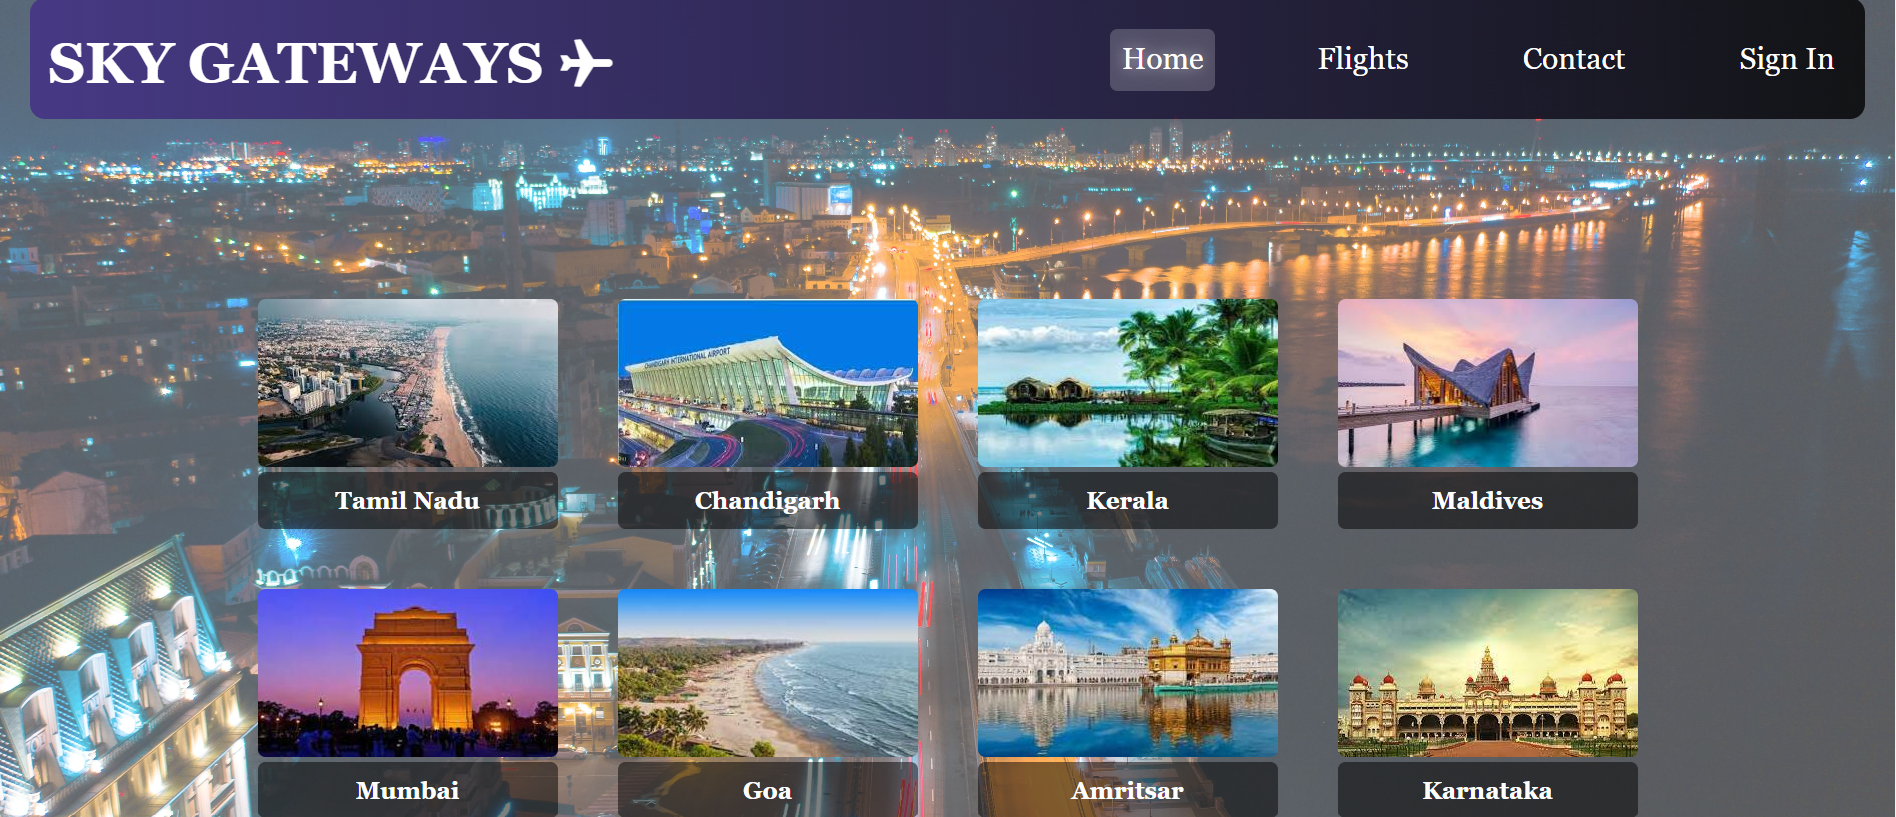 SKY GATEWAYS
Home
Flights
Contact
Sign In
CHANDIGARH INTERNATIONAL AIRPORT
Tamil Nadu
Chandigarh
Kerala
Maldives
Mumbai
Goa
Amritsar
Karnataka